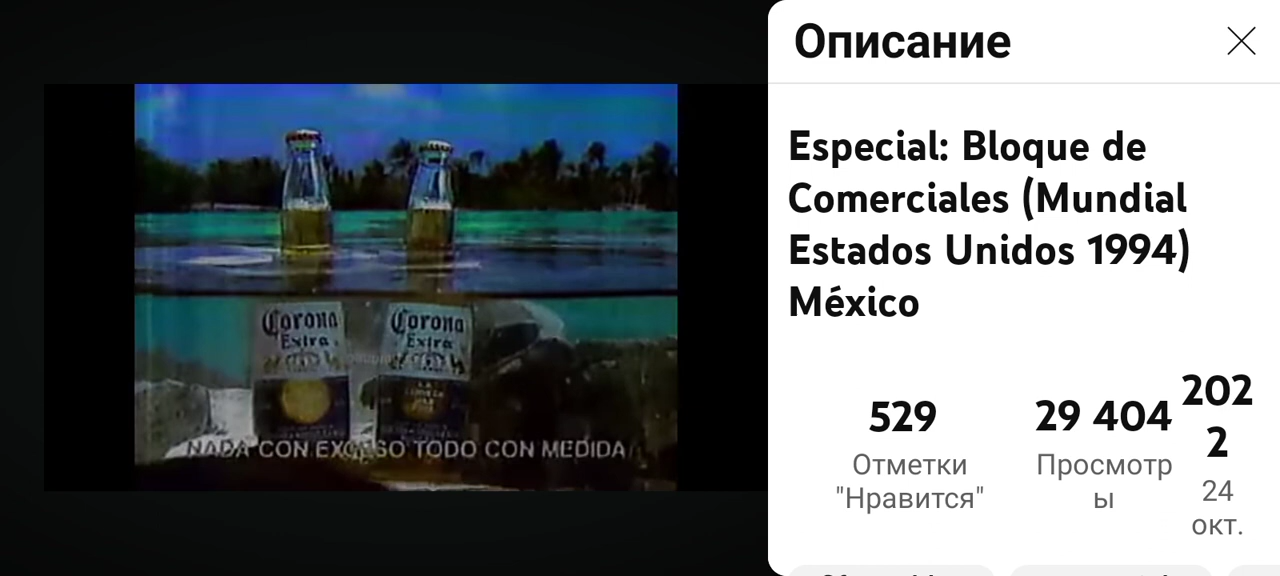 Corona Corona
Extra Extra
NADA CON EXCESO TODO CON MEDIDA
Описание
Especial: Bloque de
Comerciales (Mundial
Estados Unidos 1994)
México
529
Отметки
"Нравится"
29 404
Просмотр
ы
202
2
24
окт.